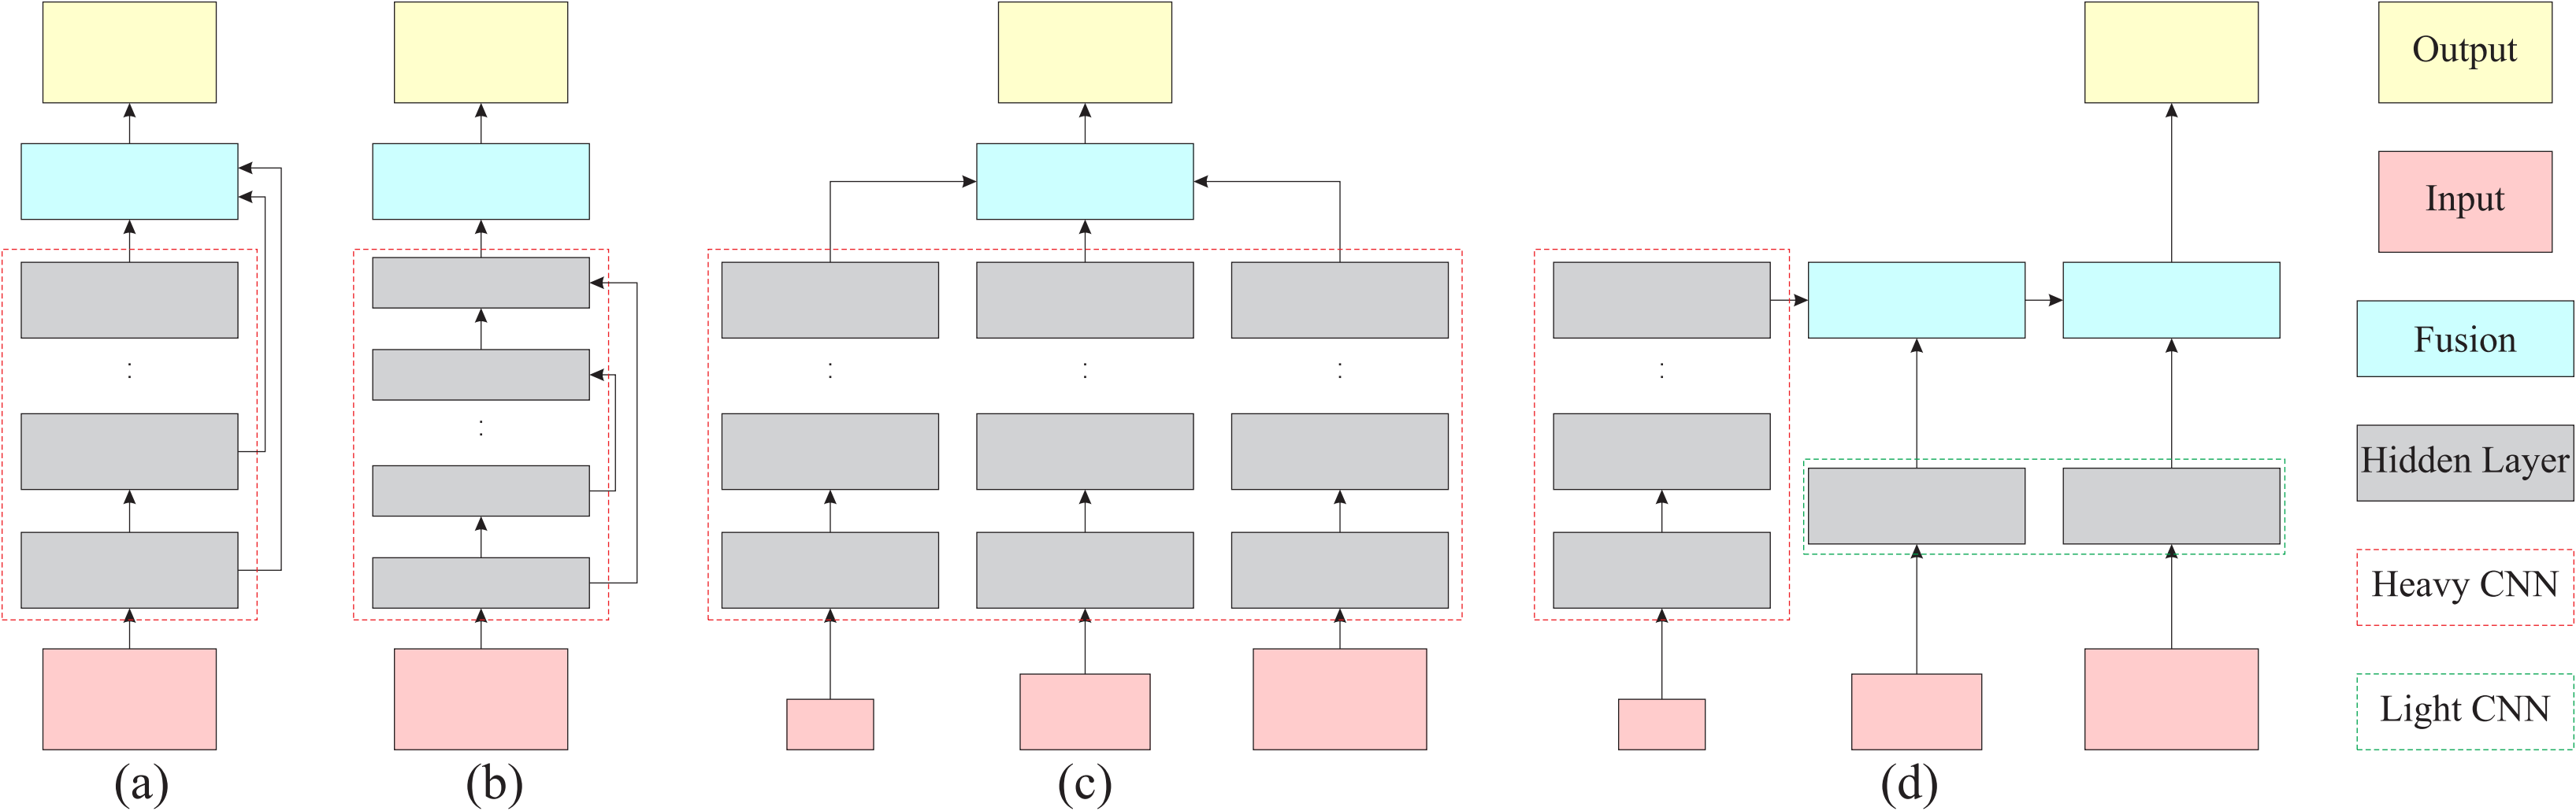 Output
Input
Fusion
Hidden Layer
Heavy CNN
Light CNN
(a)
(b)
(c)
(d)